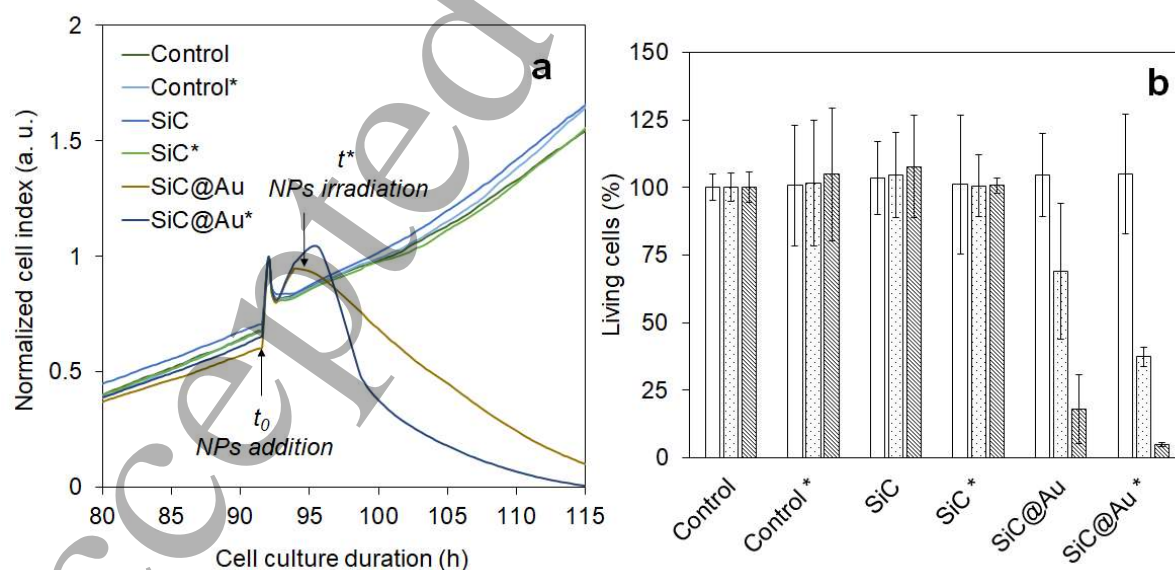 2
1.5
1
0.5
0
Normalized cell index (a. u.)
Control
Control*
SiC
SiC*
SiC@Au
SiC@Au*
a
t*
NPs irradiation
t0
NPs addition
80 85 90 95 100 105 110 115
Cell culture duration (h)
150
125
100
75
50
25
0
Living cells (%)
b
Control
Control *
SiC
SiC *
SiC@Au
SiC@Au *
ccepted